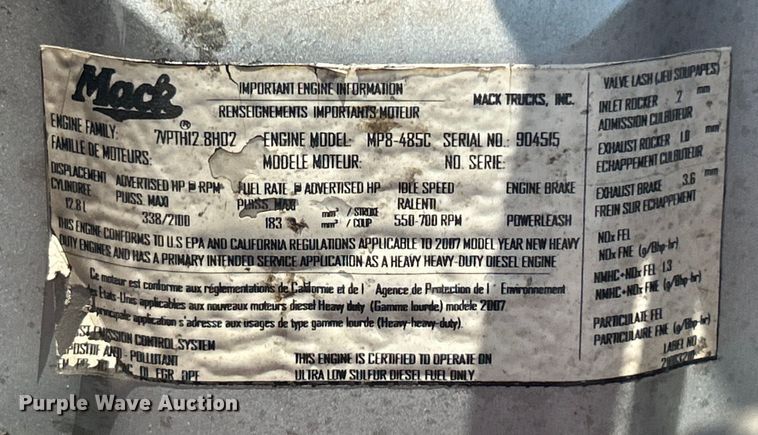 Mack ®
IMPORTANT ENGINE INFORMATION
MACK TRUCKS, INC.
RENSEIGNEMENTS IMPORTANTS MOTEUR
ENGINE FAMILY: 7VPTH12.8H02 ENGINE MODEL: MP8-485C SERIAL NO.: 904515
FAMILLE DE MOTEURS: MODELE MOTEUR: NO. SERIE:
DISPLACEMENT ADVERTISED HP @ RPM FUEL RATE @ ADVERTISED HP IDLE SPEED ENGINE BRAKE
CYLINDREE PUISS. MAXI PUISS. MAXI RALENTI
12.8 L 338/2100 183 mm³ / STROKE mm³ / COUP 550-700 RPM POWERLEASH
THIS ENGINE CONFORMS TO U.S EPA AND CALIFORNIA REGULATIONS APPLICABLE TO 2007 MODEL YEAR NEW HEAVY
DUTY ENGINES AND HAS A PRIMARY INTENDED SERVICE APPLICATION AS A HEAVY HEAVY-DUTY DIESEL ENGINE
Ce moteur est conforme aux réglementations de Californie et de l' Agence de Protection de l' Environnement
des Etats-Unis applicables aux nouveaux moteurs diesel Heavy duty (Gamme lourde) modèle 2007.
principale application s'adresse aux usages de type gamme lourde (Heavy-heavy-duty).
EMISSION CONTROL SYSTEM
ANTI - POLLUTANT
DI, EGR, DPF
THIS ENGINE IS CERTIFIED TO OPERATE ON
ULTRA LOW SULFUR DIESEL FUEL ONLY.
VALVE LASH (JEU SOUPAPES)
INLET ROCKER .2 mm
ADMISSION CULBUTEUR
EXHAUST ROCKER 1.0 mm
ECHAPPEMENT CULBUTEUR
EXHAUST BRAKE 3.6 mm
FREIN SUR ECHAPPEMENT
NOx FEL
NOx FNE (g/Bhp-hr)
NMHC+NOx FEL 1.3
NMHC+NOx FNE (g/Bhp-hr)
PARTICULATE FEL
PARTICULAIRE FNE (g/Bhp-hr)
LABEL NO.
Purple Wave Auction